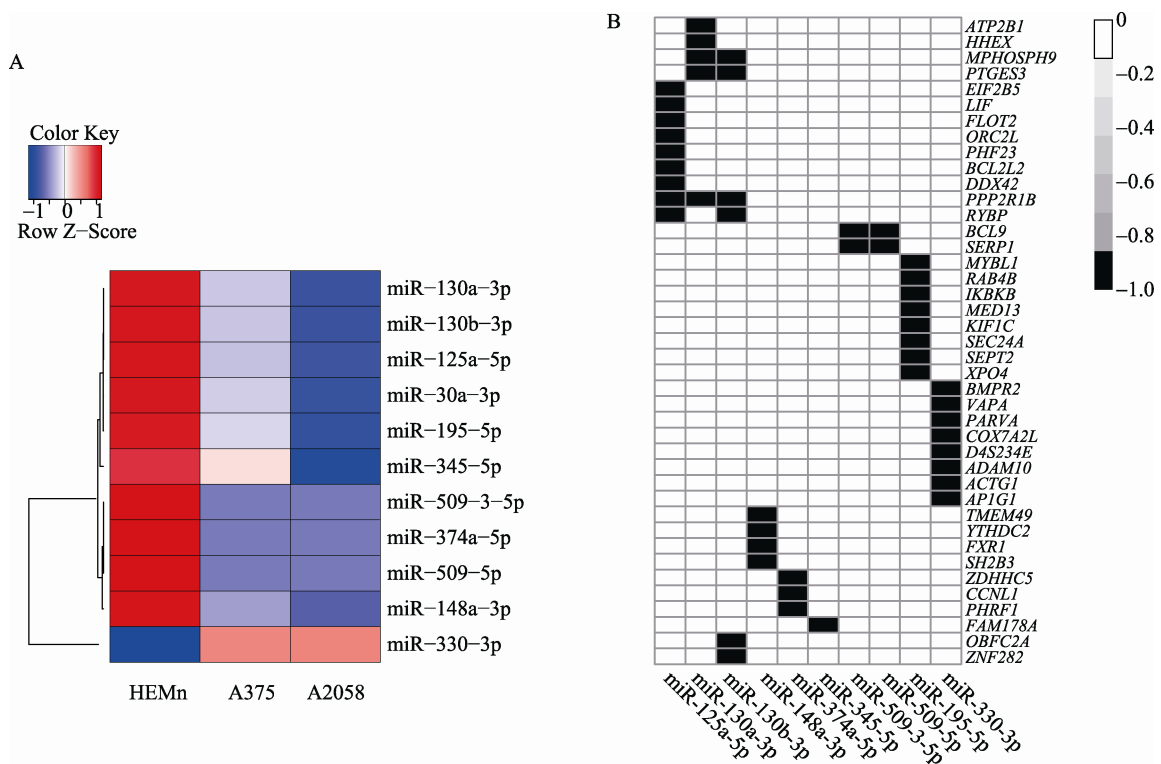 A
Color Key
−1 0 1
Row Z−Score
miR−130a−3p
miR−130b−3p
miR−125a−5p
miR−30a−3p
miR−195−5p
miR−345−5p
miR−509−3−5p
miR−374a−5p
miR−509−5p
miR−148a−3p
miR−330−3p
HEMn A375 A2058
B
ATP2B1
HHEX
MPHOSPH9
PTGES3
EIF2B5
LIF
FLOT2
ORC2L
PHF23
BCL2L2
DDX42
PPP2R1B
RYBP
BCL9
SERP1
MYBL1
RAB4B
IKBKB
MED13
KIF1C
SEC24A
SEPT2
XPO4
BMPR2
VAPA
PARVA
COX7A2L
D4S234E
ADAM10
ACTG1
AP1G1
TMEM49
YTHDC2
FXR1
SH2B3
ZDHHC5
CCNL1
PHRF1
FAM178A
OBFC2A
ZNF282
miR-125a-5p
miR-130a-3p
miR-130b-3p
miR-148a-3p
miR-374a-5p
miR-345-5p
miR-509-3-5p
miR-509-5p
miR-195-5p
miR-330-3p
0
−0.2
−0.4
−0.6
−0.8
−1.0